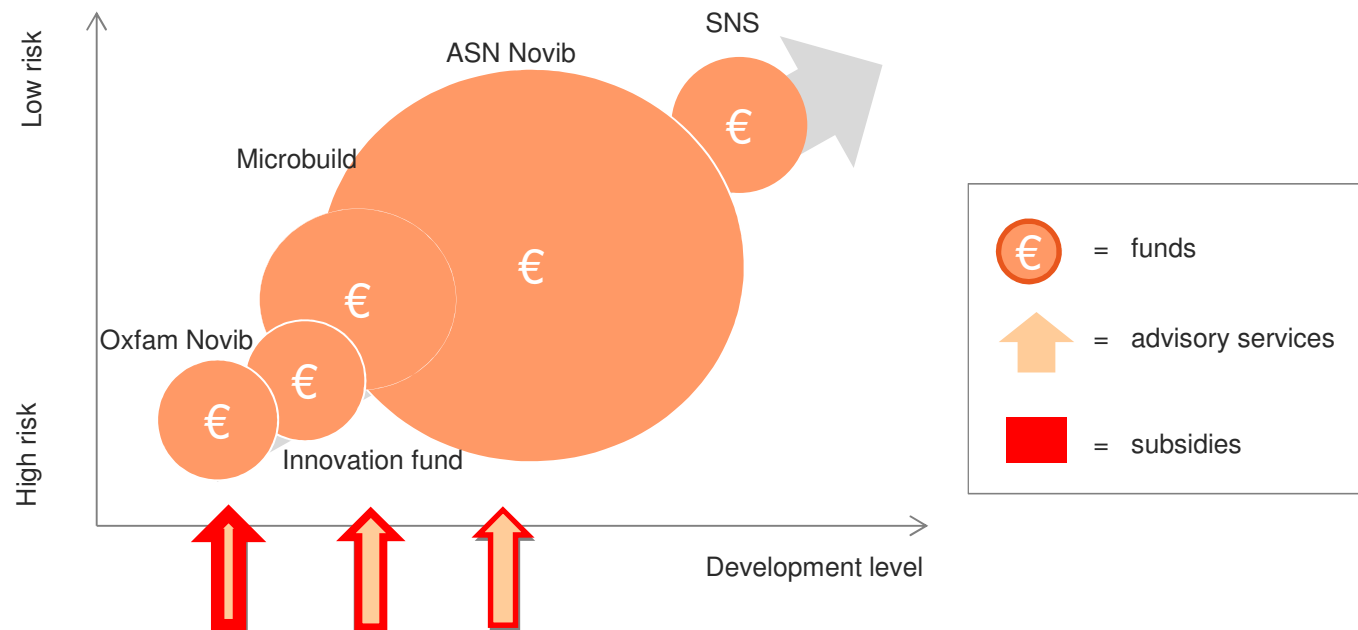 SNS
ASN Novib
Low risk
Microbuild
€
€
€
= funds
€
€
= advisory services
Oxfam Novib
€
€
= subsidies
High risk
Innovation fund
Development level